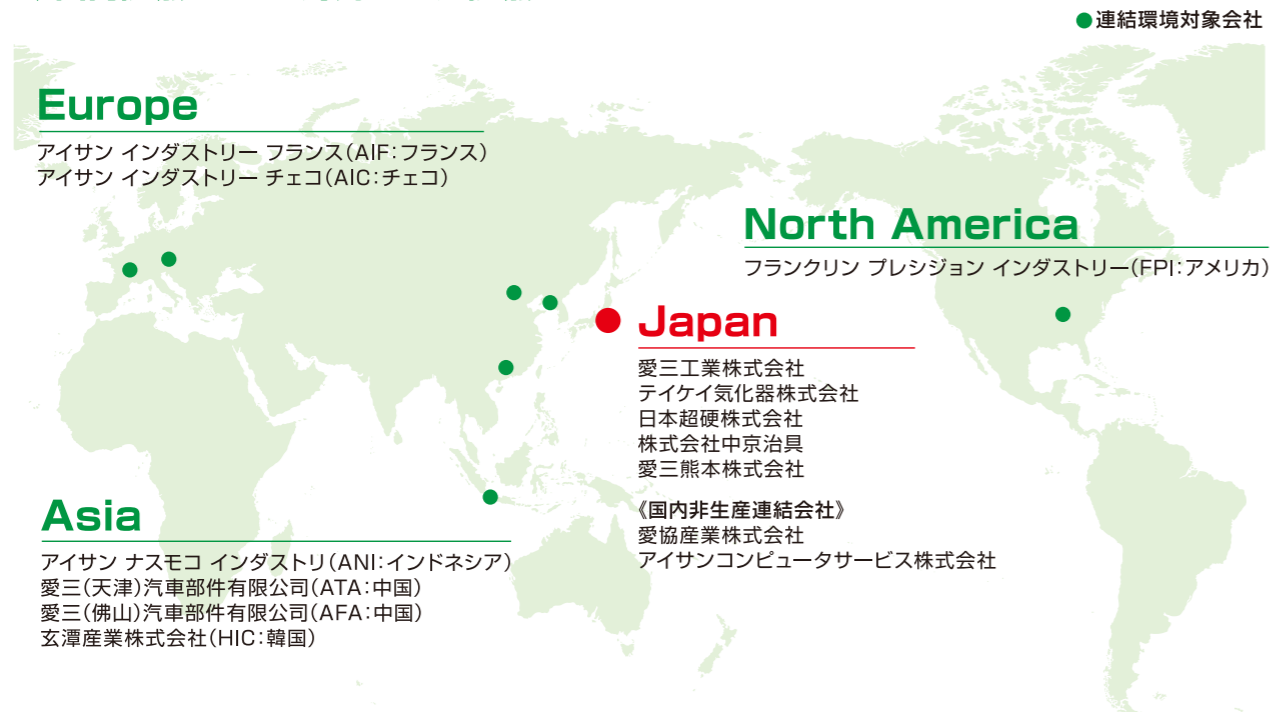 ●連結環境対象会社
Europe
アイサン インダストリー フランス(AIF:フランス)
アイサン インダストリー チェコ(AIC:チェコ)
North America
フランクリン プレシジョン インダストリー(FPI:アメリカ)
Japan
愛三工業株式会社
テイケイ気化器株式会社
日本超硬株式会社
株式会社中京治具
愛三熊本株式会社
《国内非生産連結会社》
愛協産業株式会社
アイサンコンピュータサービス株式会社
Asia
アイサン ナスモコ インダストリ(ANI:インドネシア)
愛三(天津)汽車部件有限公司(ATA:中国)
愛三(佛山)汽車部件有限公司(AFA:中国)
玄潭産業株式会社(HIC:韓国)